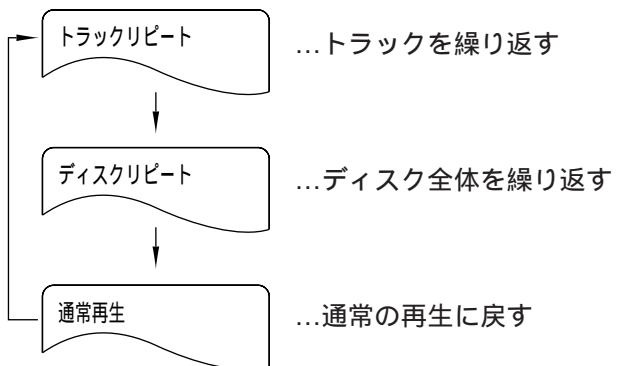 トラックリピート
…トラックを繰り返す
ディスクリピート
…ディスク全体を繰り返す
通常再生
…通常の再生に戻す